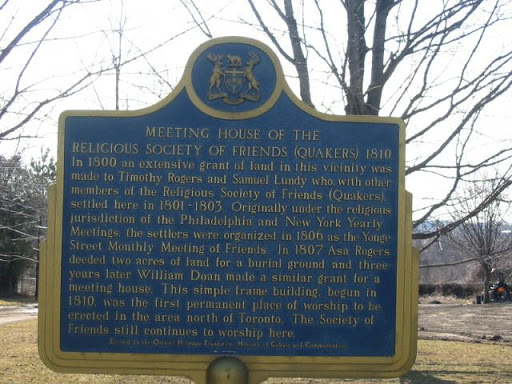 MEETING HOUSE OF THE
RELIGIOUS SOCIETY OF FRIENDS (QUAKERS) 1810
In 1800 an extensive grant of land in this vicinity was
made to Timothy Rogers and Samuel Lundy who, with other
members of the Religious Society of Friends (Quakers),
settled here in 1801-1803. Originally under the religious
jurisdiction of the Philadelphia and New York Yearly
Meetings, the settlers were organized in 1806 as the Yonge
Street Monthly Meeting of Friends. In 1807 Asa Rogers
deeded two acres of land for a burial ground and three
years later William Doan made a similar grant for a
meeting house. This simple frame building, begun in
1810, was the first permanent place of worship to be
erected in the area north of Toronto. The Society of
Friends still continues to worship here.
Erected by the Ontario Heritage Foundation, Ministry of Culture and Communications